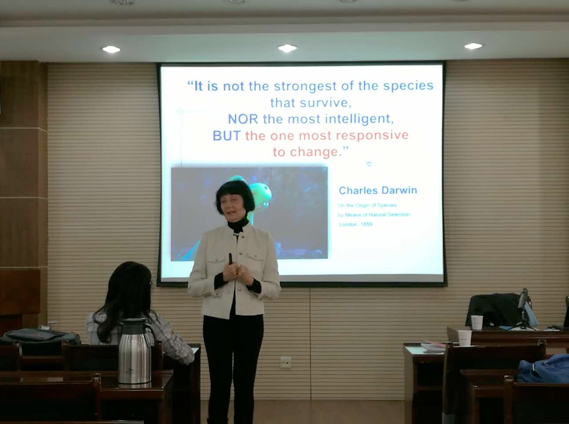 “It is not the strongest of the species
that survive,
NOR the most intelligent,
BUT the one most responsive
to change.”
Charles Darwin
On the Origin of Species
by Means of Natural Selection
London, 1859